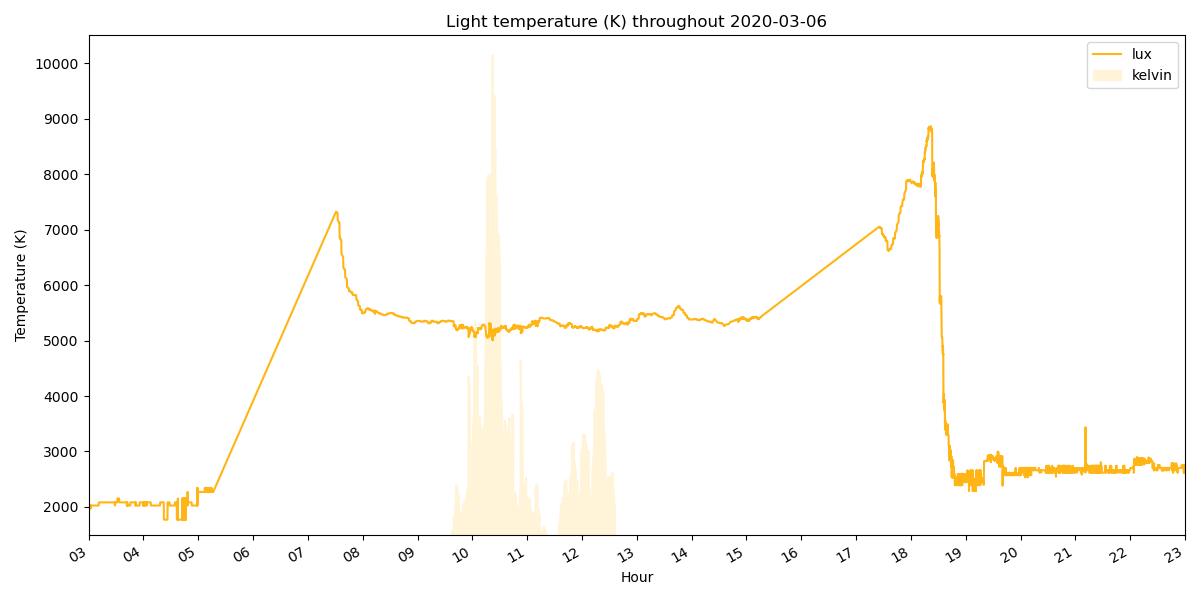 Light temperature (K) throughout 2020-03-06
lux
kelvin
Temperature (K)
10000
9000
8000
7000
6000
5000
4000
3000
2000
03 04 05 06 07 08 09 10 11 12 13 14 15 16 17 18 19 20 21 22 23
Hour